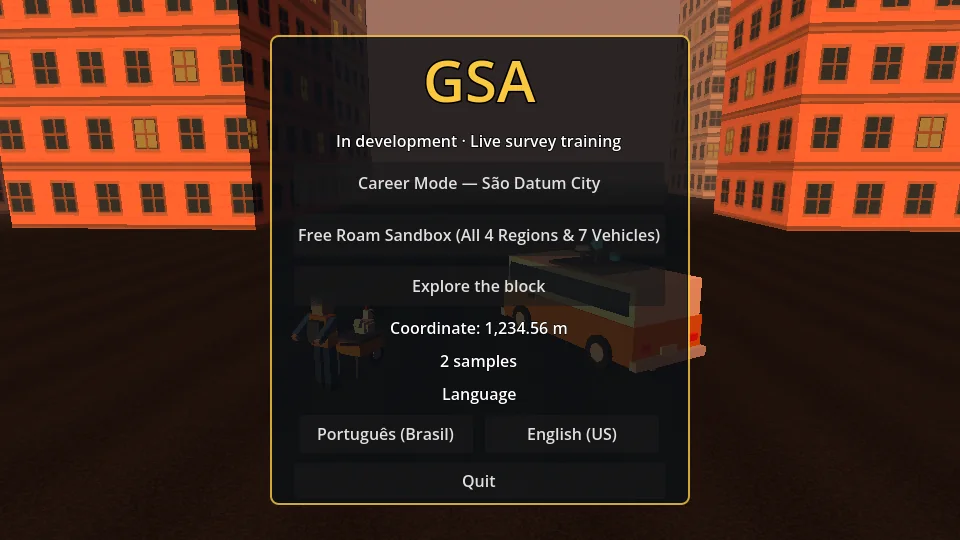 GSA
In development · Live survey training
Career Mode — São Datum City
Free Roam Sandbox (All 4 Regions & 7 Vehicles)
Explore the block
Coordinate: 1,234.56 m
2 samples
Language
Português (Brasil)
English (US)
Quit